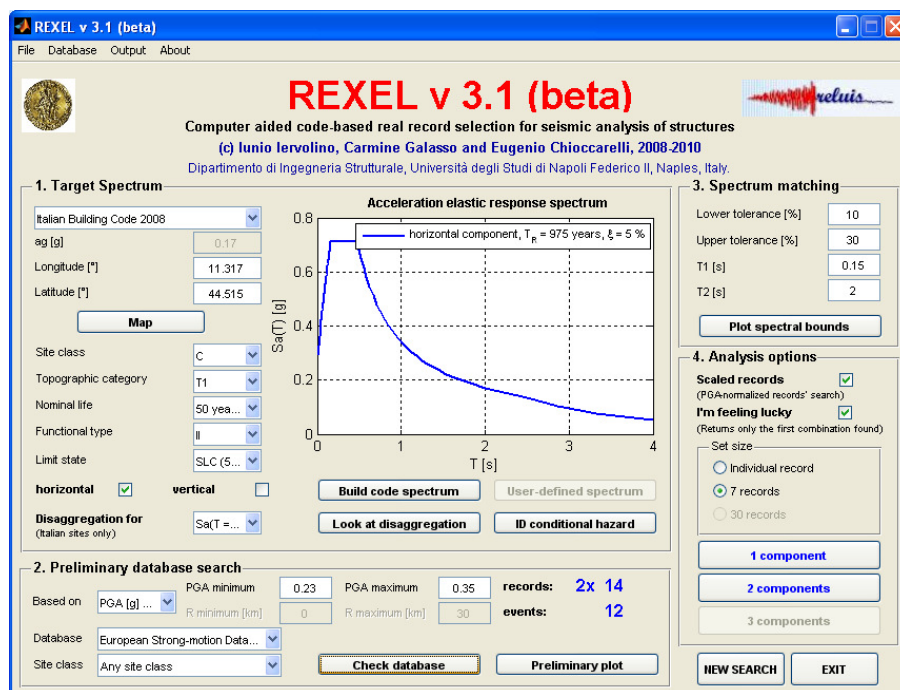 REXEL v 3.1 (beta)
File Database Output About
REXEL v 3.1 (beta)
reluis
Computer aided code-based real record selection for seismic analysis of structures
(c) Iunio Iervolino, Carmine Galasso and Eugenio Chioccarelli, 2008-2010
Dipartimento di Ingegneria Strutturale, Università degli Studi di Napoli Federico II, Naples, Italy.
1. Target Spectrum
Italian Building Code 2008
ag [g] 0.17
Longitude [°] 11.317
Latitude [°] 44.515
Map
Site class C
Topographic category T1
Nominal life 50 yea...
Functional type II
Limit state SLC (5...
horizontal vertical
Disaggregation for Sa(T =...
(Italian sites only)
Acceleration elastic response spectrum
horizontal component, T_R = 975 years, ξ = 5 %
Sa(T) [g]
0.8
0.6
0.4
0.2
0
0 1 2 3 4
T [s]
Build code spectrum User-defined spectrum
Look at disaggregation ID conditional hazard
2. Preliminary database search
Based on PGA [g] ... PGA minimum 0.23 PGA maximum 0.35 records: 2x 14
R minimum [km] 0 R maximum [km] 30 events: 12
Database European Strong-motion Data...
Site class Any site class Check database Preliminary plot
3. Spectrum matching
Lower tolerance [%] 10
Upper tolerance [%] 30
T1 [s] 0.15
T2 [s] 2
Plot spectral bounds
4. Analysis options
Scaled records
(PGA-normalized records' search)
I'm feeling lucky
(Returns only the first combination found)
Set size
Individual record
7 records
30 records
1 component
2 components
3 components
NEW SEARCH EXIT